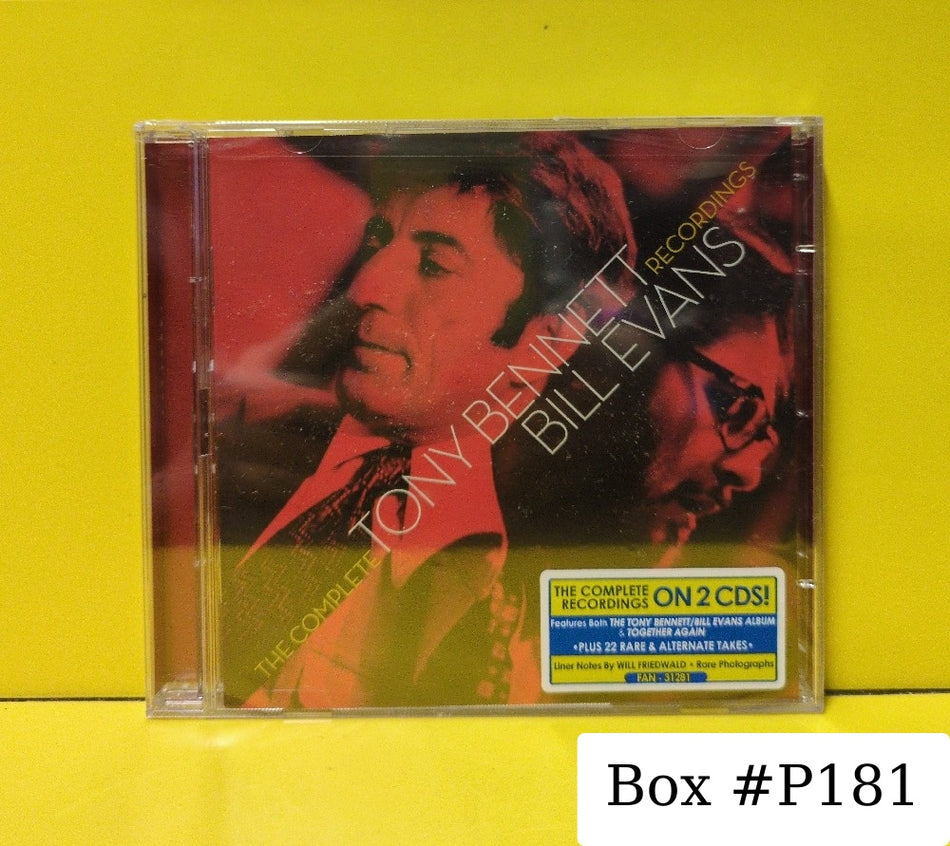 THE COMPLETE
TONY BENNETT
BILL EVANS
RECORDINGS
THE COMPLETE
RECORDINGS
ON 2 CDS!
Features Both THE TONY BENNETT/BILL EVANS ALBUM
& TOGETHER AGAIN
•PLUS 22 RARE & ALTERNATE TAKES•
Liner Notes By WILL FRIEDWALD • Rare Photographs
FAN - 31281
Box #P181